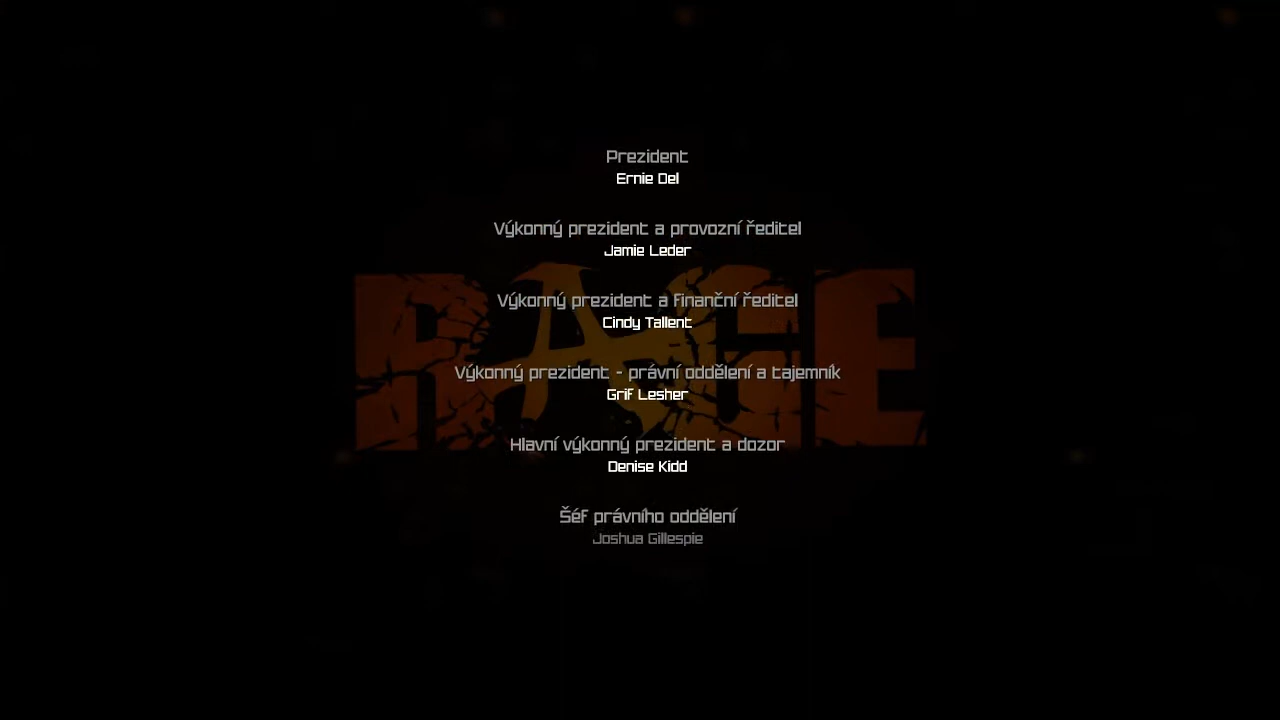 Prezident
Ernie Del
Výkonný prezident a provozní ředitel
Jamie Leder
Výkonný prezident a finanční ředitel
Cindy Tallent
RAGE
Výkonný prezident - právní oddělení a tajemník
Grif Lesher
Hlavní výkonný prezident a dozor
Denise Kidd
Šéf právního oddělení
Joshua Gillespie